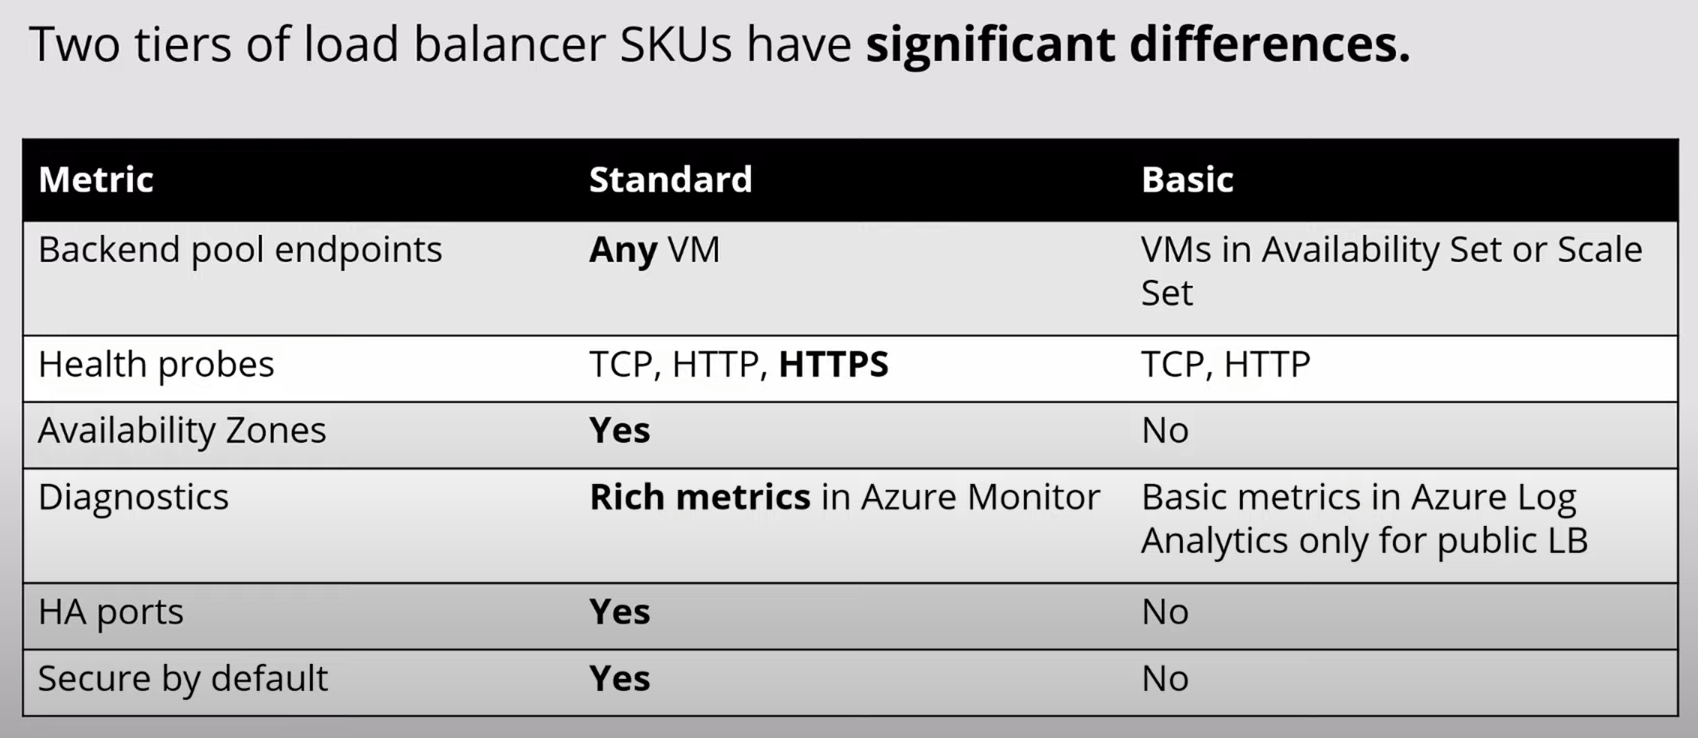 Two tiers of load balancer SKUs have significant differences.
Metric Standard Basic
Backend pool endpoints Any VM VMs in Availability Set or Scale
Set
Health probes TCP, HTTP, HTTPS TCP, HTTP
Availability Zones Yes No
Diagnostics Rich metrics in Azure Monitor Basic metrics in Azure Log
Analytics only for public LB
HA ports Yes No
Secure by default Yes No